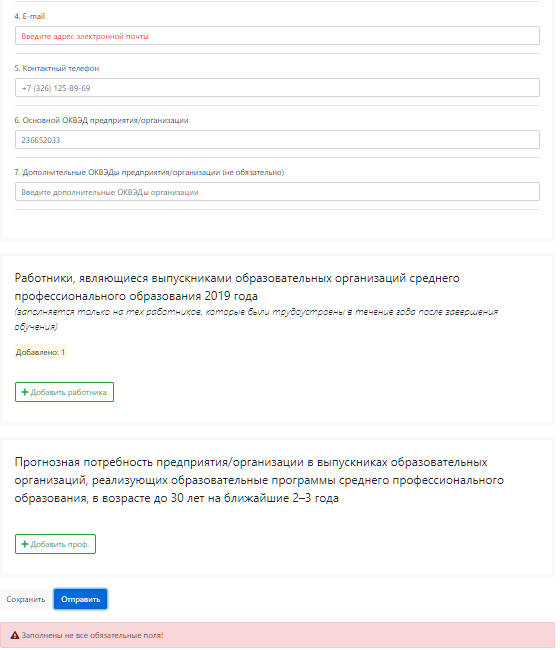 4. E-mail
Введите адрес электронной почты
5. Контактный телефон
+7 (326) 125-89-69
6. Основной ОКВЭД предприятия/организации
236652033
7. Дополнительные ОКВЭДы предприятия/организации (не обязательно)
Введите дополнительные ОКВЭДы организации
Работники, являющиеся выпускниками образовательных организаций среднего
профессионального образования 2019 года
(заполняется только на тех работников, которые были трудоустроены в течение года после завершения
обучения)
Добавлено: 1
+ Добавить работника
Прогнозная потребность предприятия/организации в выпускниках образовательных
организаций, реализующих образовательные программы среднего профессионального
образования, в возрасте до 30 лет на ближайшие 2–3 года
+ Добавить проф.
Сохранить Отправить
Заполнены не все обязательные поля!